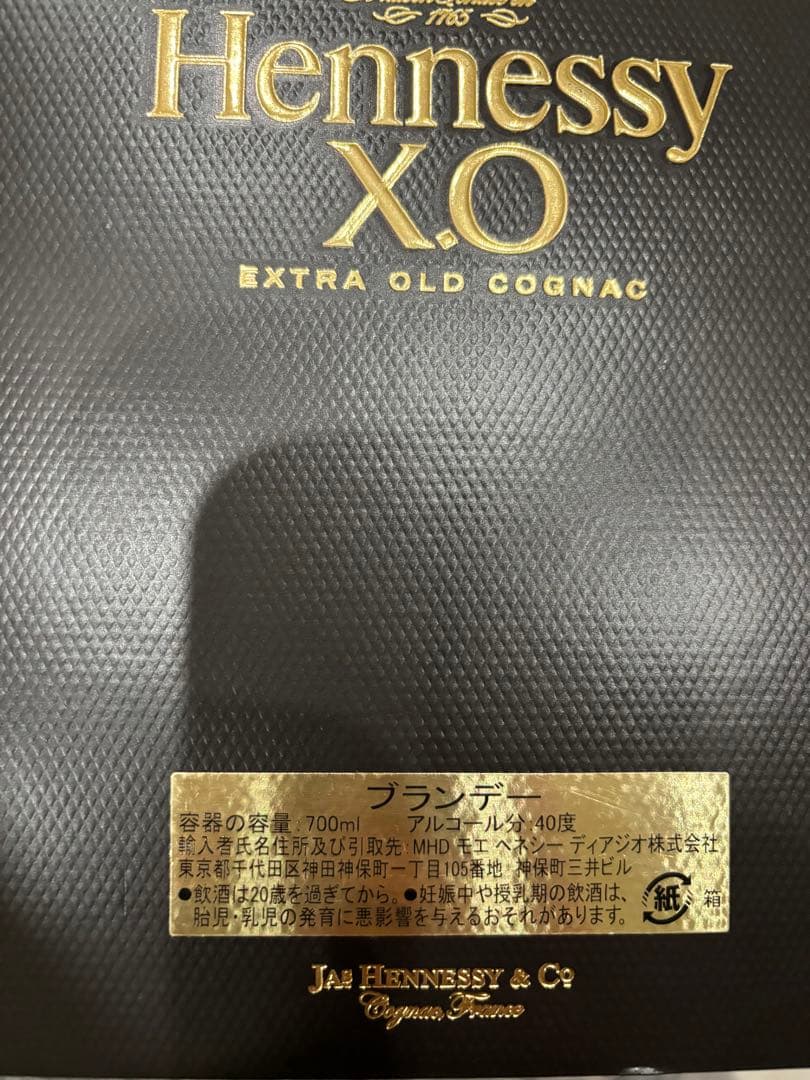 1765
Hennessy
X.O
EXTRA OLD COGNAC
ブランデー
容器の容量:700ml アルコール分:40度
輸入者氏名住所及び引取先:MHD モエ ヘネシー ディアジオ株式会社
東京都千代田区神田神保町一丁目105番地 神保町三井ビル
●飲酒は20歳を過ぎてから。●妊娠中や授乳期の飲酒は、
胎児・乳児の発育に悪影響を与えるおそれがあります。
紙 箱
JAS HENNESSY & CO
Cognac, France